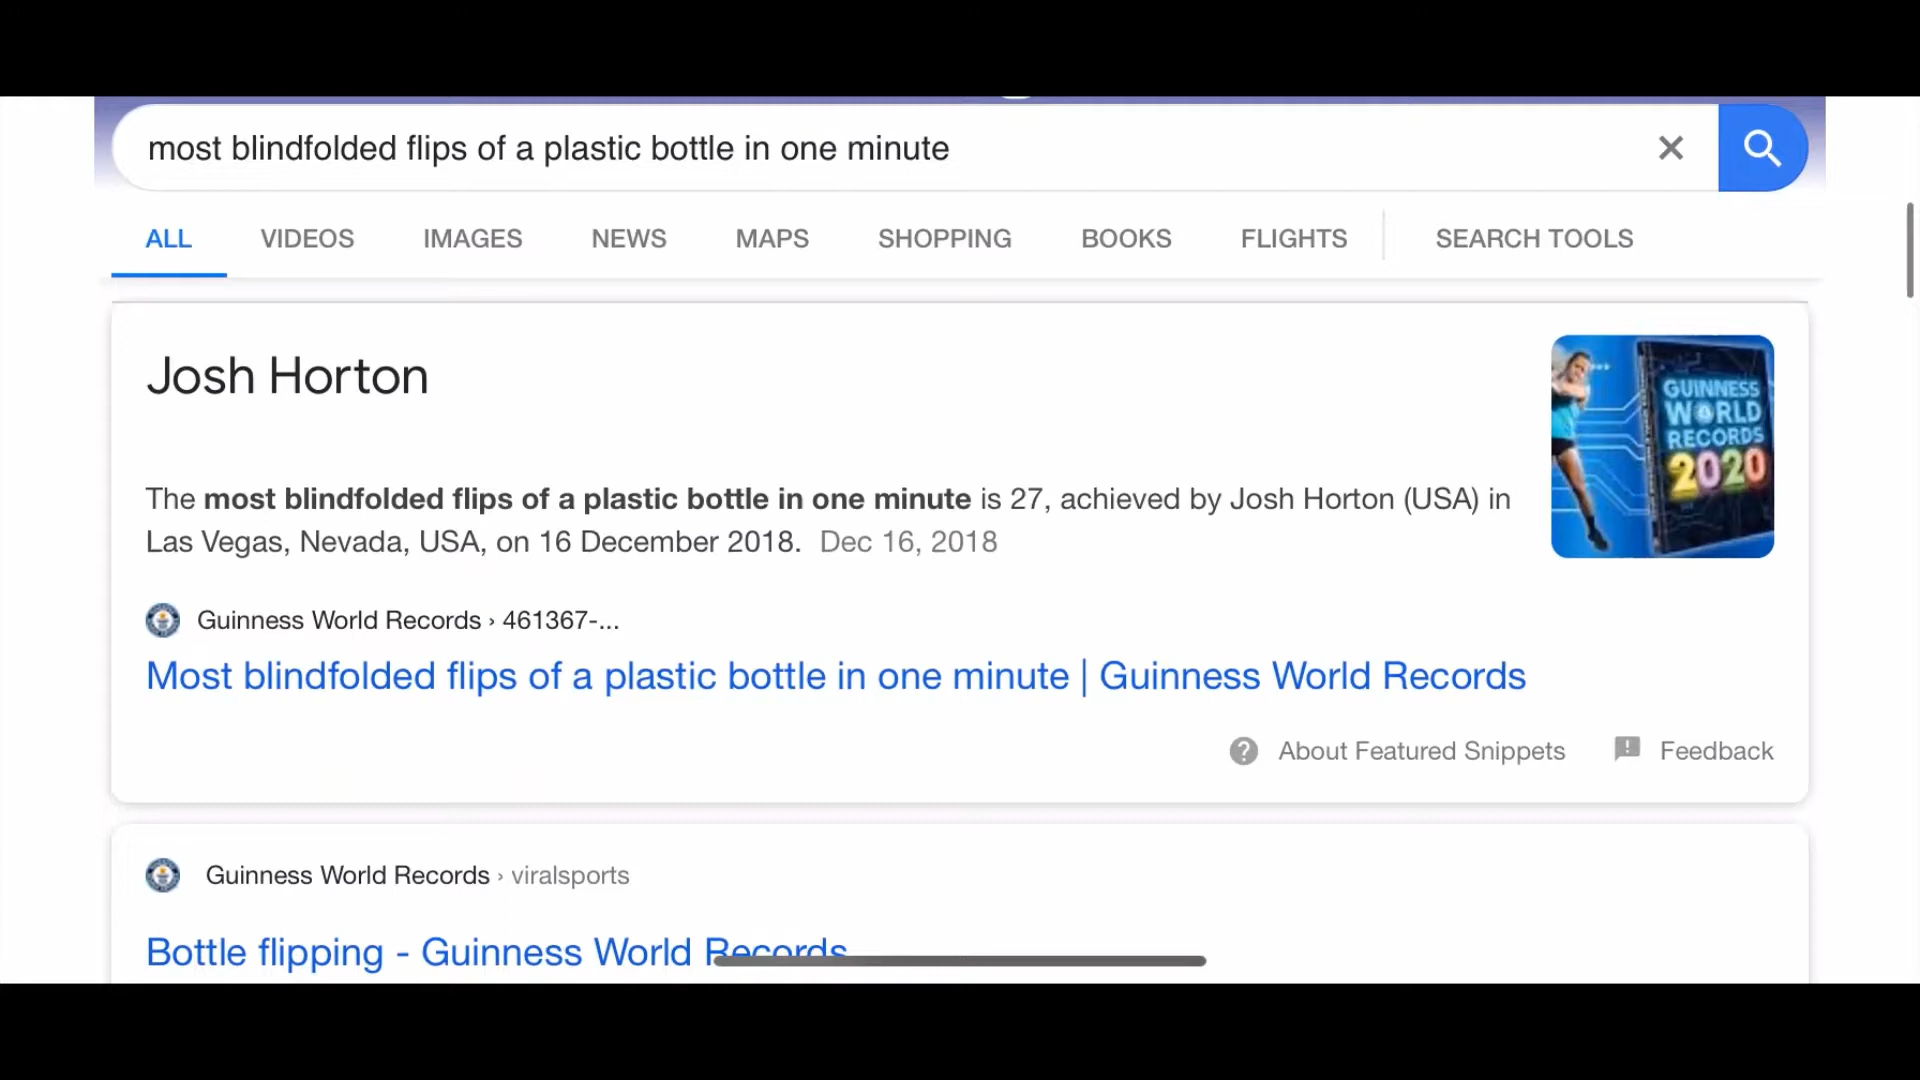 most blindfolded flips of a plastic bottle in one minute
ALL VIDEOS IMAGES NEWS MAPS SHOPPING BOOKS FLIGHTS SEARCH TOOLS
Josh Horton
The most blindfolded flips of a plastic bottle in one minute is 27, achieved by Josh Horton (USA) in
Las Vegas, Nevada, USA, on 16 December 2018. Dec 16, 2018
GUINNESS
WORLD
RECORDS
2020
Guinness World Records › 461367-...
Most blindfolded flips of a plastic bottle in one minute | Guinness World Records
About Featured Snippets Feedback
Guinness World Records › viralsports
Bottle flipping - Guinness World Records